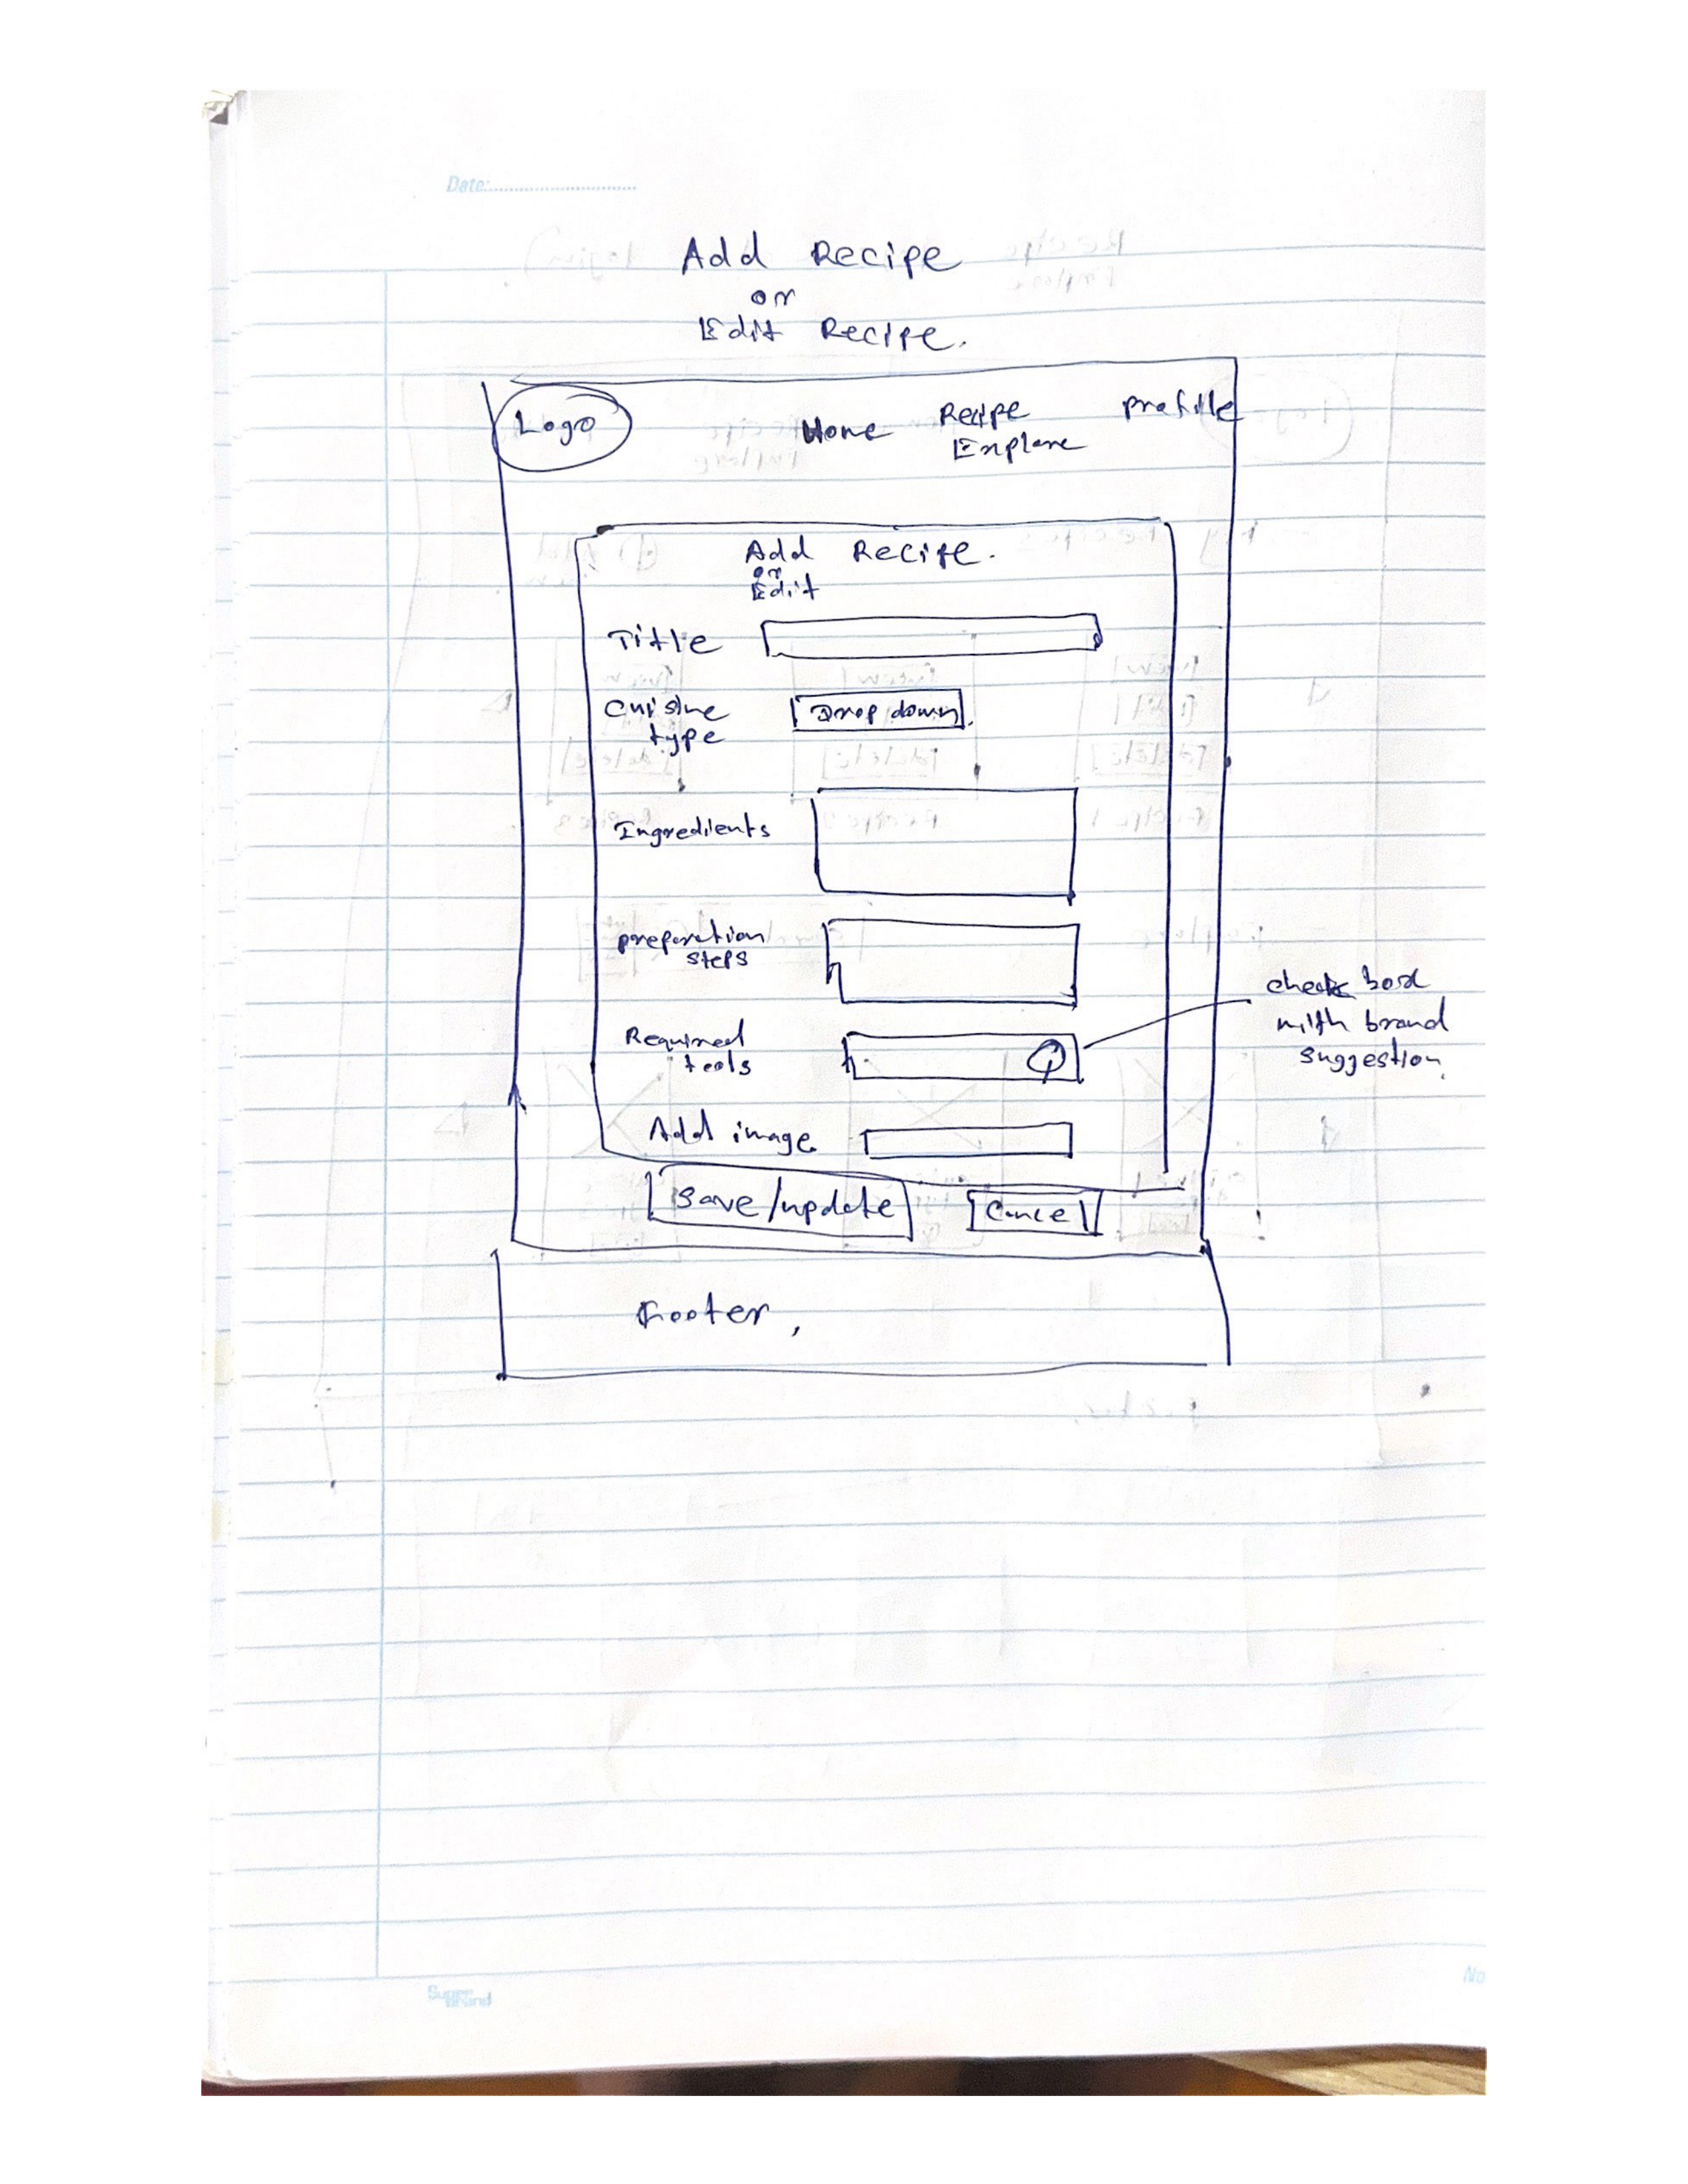 Date:
Add Recipe
or
Edit Recipe.
Logo
Home
Recipe
Explore
profile
Add Recipe.
or
Edit
Title
Cuisine
type
Drop down
Ingredients
preparation
steps
Required
tools
check box
with brand
suggestion
Add image
Save/update
Cancel
Footer,
Super
Brand
No